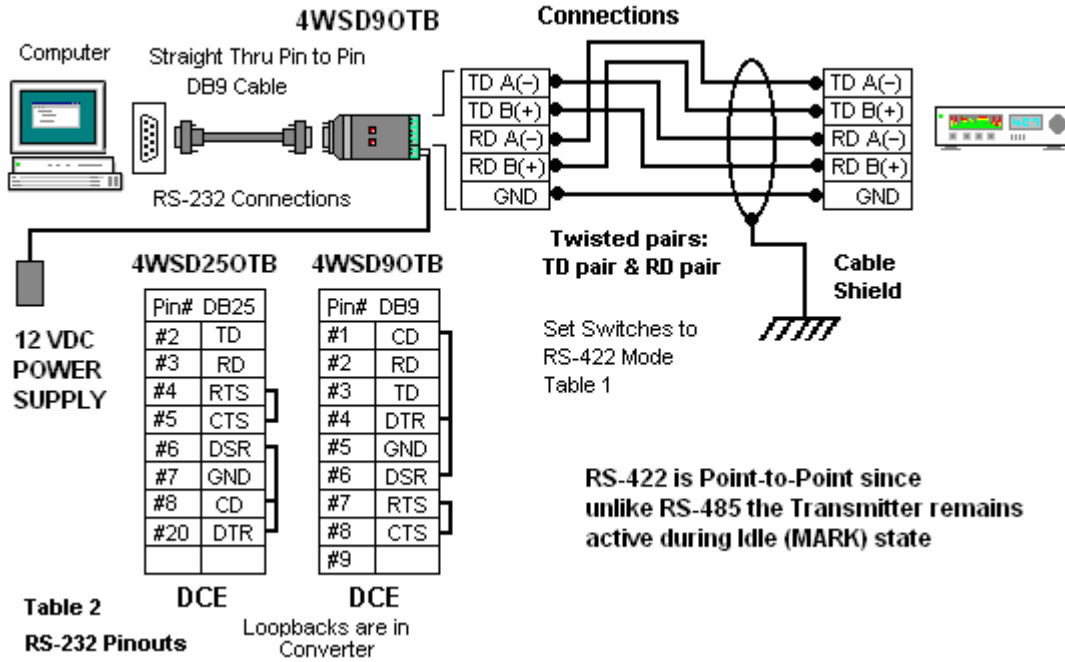 4WSD9OTB
Connections
Computer
Straight Thru Pin to Pin
DB9 Cable
RS-232 Connections
TD A(-)
TD B(+)
RD A(-)
RD B(+)
GND
TD A(-)
TD B(+)
RD A(-)
RD B(+)
GND
Twisted pairs:
TD pair & RD pair
Cable
Shield
Set Switches to
RS-422 Mode
Table 1
12 VDC
POWER
SUPPLY
4WSD25OTB
Pin# DB25
#2 TD
#3 RD
#4 RTS
#5 CTS
#6 DSR
#7 GND
#8 CD
#20 DTR
DCE
4WSD9OTB
Pin# DB9
#1 CD
#2 RD
#3 TD
#4 DTR
#5 GND
#6 DSR
#7 RTS
#8 CTS
#9
DCE
Loopbacks are in
Converter
RS-422 is Point-to-Point since
unlike RS-485 the Transmitter remains
active during Idle (MARK) state
Table 2
RS-232 Pinouts